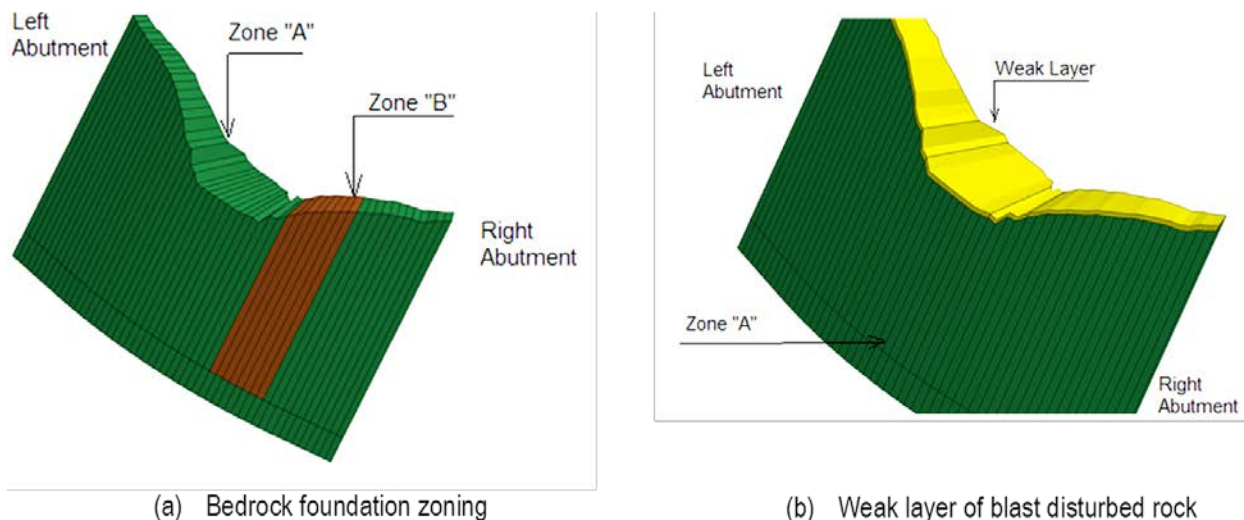 Left
Abutment
Zone "A"
Zone "B"
Right
Abutment
(a) Bedrock foundation zoning
Left
Abutment
Weak Layer
Zone "A"
Right
Abutment
(b) Weak layer of blast disturbed rock